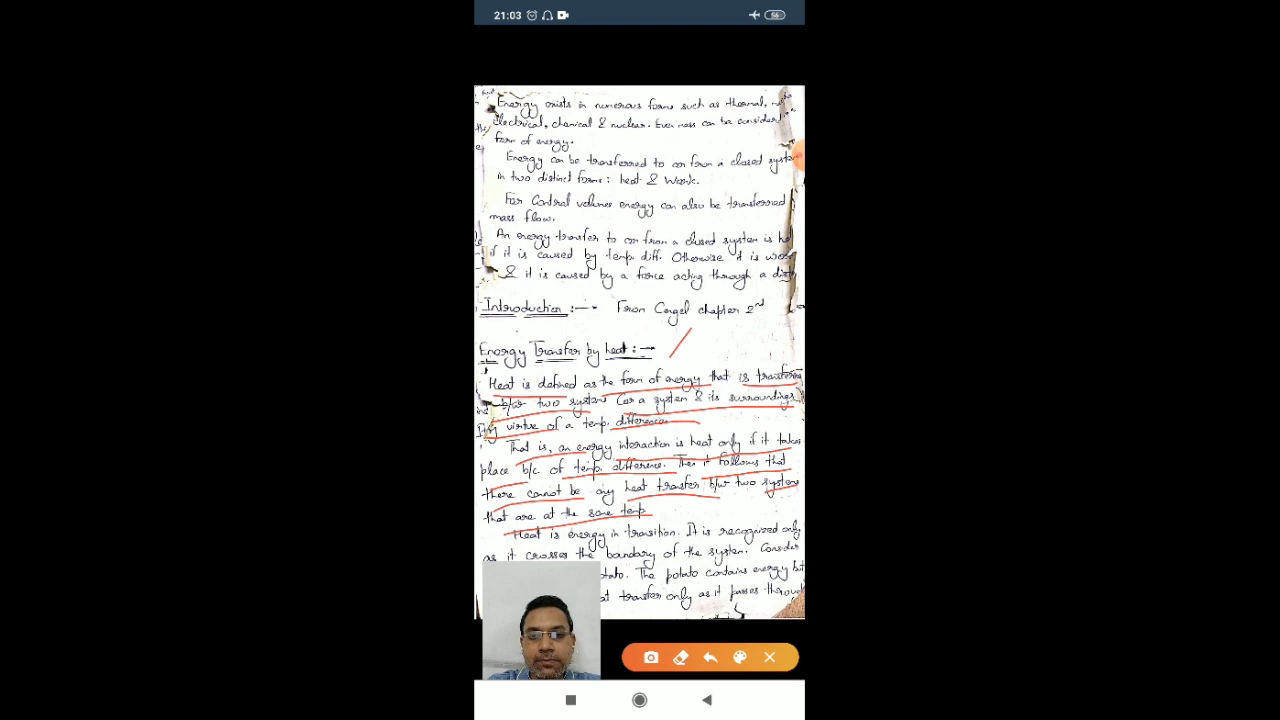 21:03
56
Energy exists in numerous forms such as thermal,
electrical, chemical & nuclear. Even mass can be considered
form of energy.
Energy can be transferred to or from a closed system
in two distinct forms: heat & Work.
For Control volumes energy can also be transferred
mass flow.
An energy transfer to or from a closed system is
if it is caused by temp. diff. Otherwise it is
& it is caused by a force acting through a
Introduction :-→ From Cengel chapter 2nd
Energy Transfer by heat :-→
Heat is defined as the form of energy that is
b/w two systems (or a system & its surroundings
by virtue of a temp. difference.
That is, an energy interaction is heat only if it takes
place b/c of temp. difference. Then it follows that
there cannot be any heat transfer b/w two systems
that are at the same temp.
Heat is energy in transition. It is recognized only
as it crosses the boundary of the system. Consider
The potato contains energy but
transfer only as it passes through